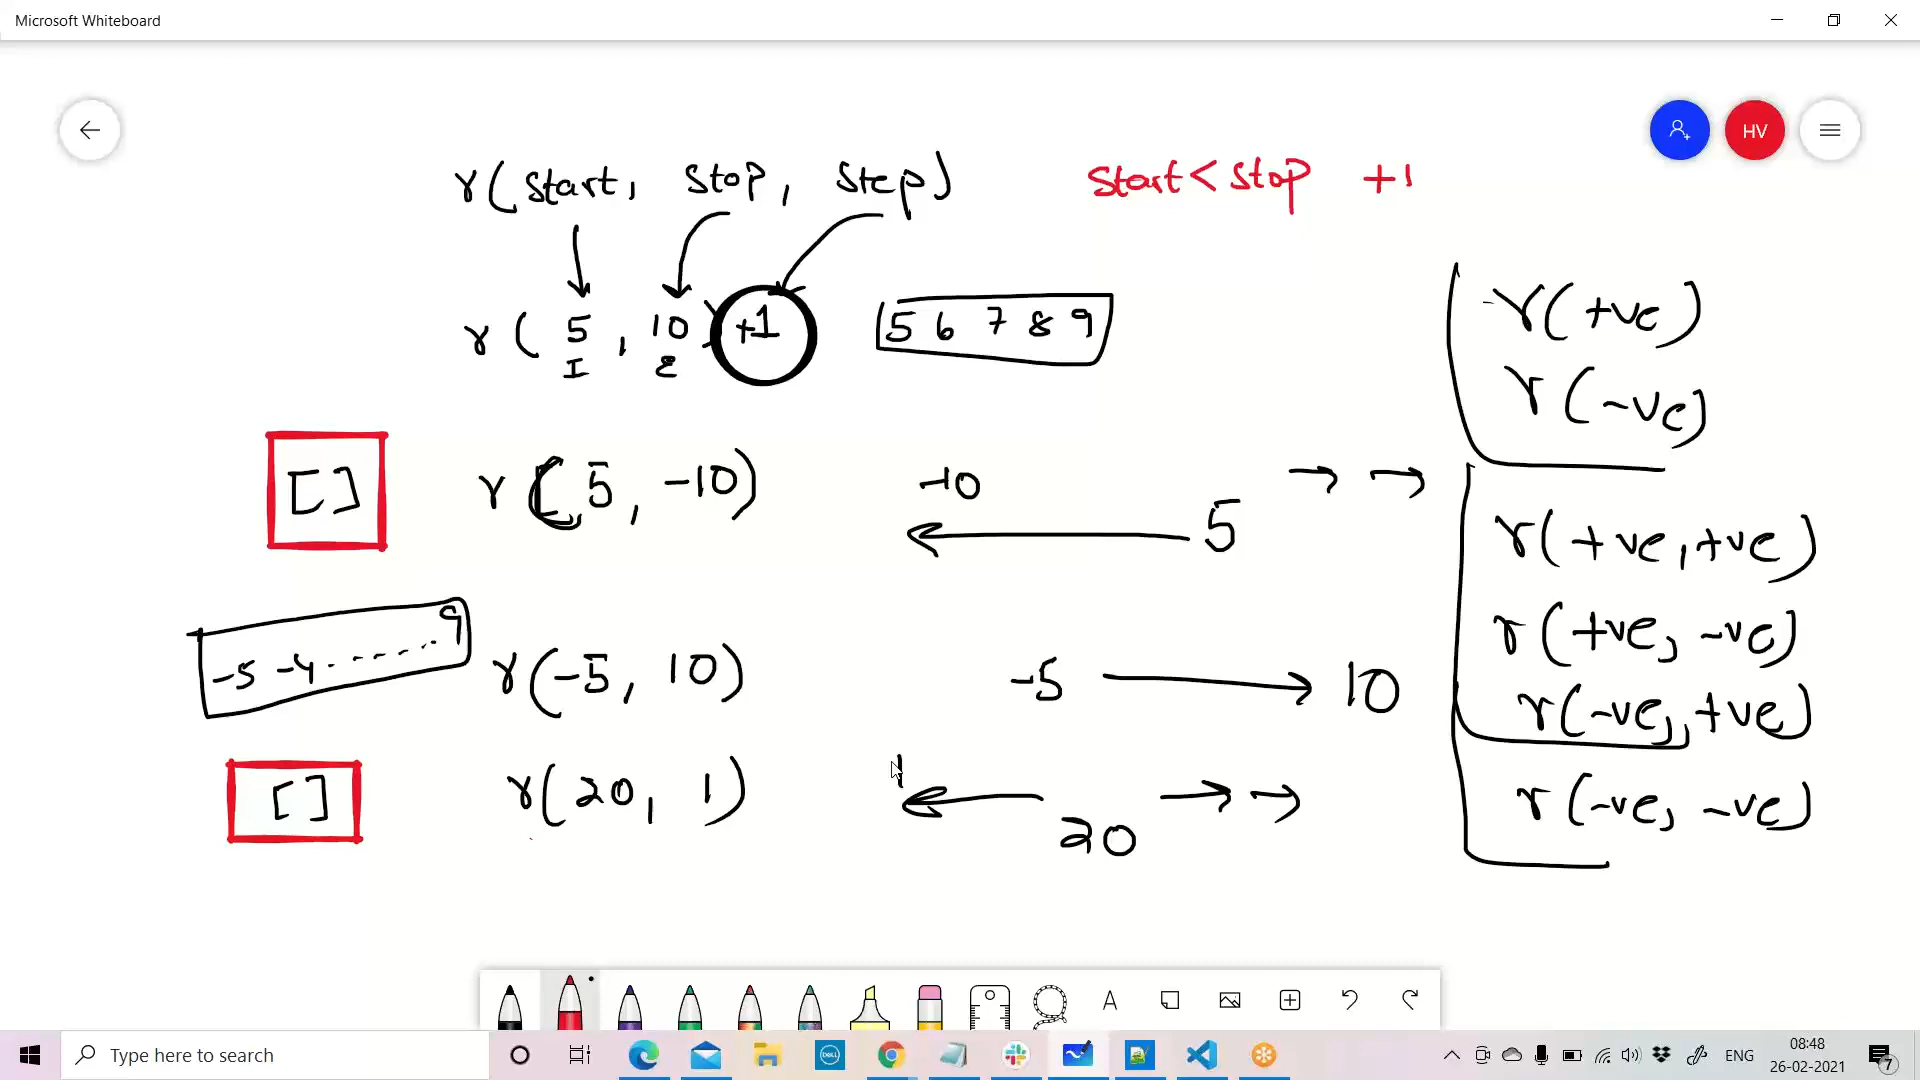 Microsoft Whiteboard
HV
r(start, stop, step)
start < stop +1
r( 5, 10) +1
I E
5 6 7 8 9
[ ]
r( 5, -10)
-10
5
-5 -4 ........ 9
r(-5, 10)
-5
10
[ ]
r(20, 1)
1
20
r(+ve)
r(-ve)
r(+ve, +ve)
r(+ve, -ve)
r(-ve, +ve)
r(-ve, -ve)
A
Type here to search
DELL
ENG
08:48
26-02-2021
7